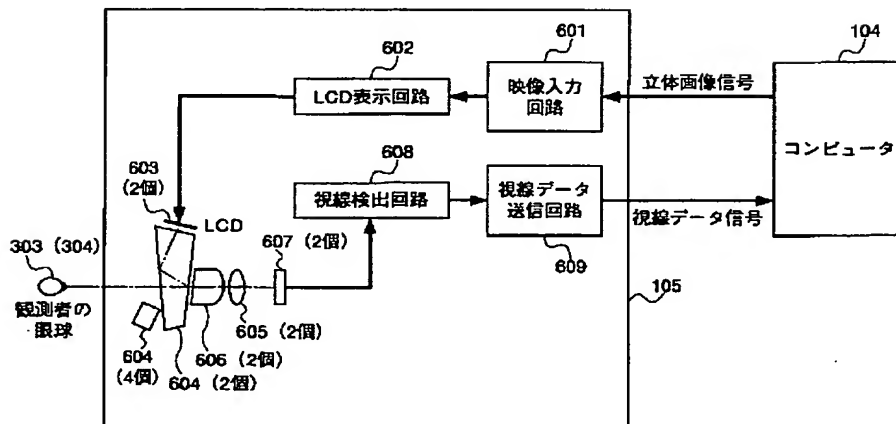 601
104
602
映像入力
回路
立体画像信号
LCD表示回路
コンピュータ
608
603
(2個)
LCD
視線検出回路
視線データ
送信回路
視線データ信号
607 (2個)
303 (304)
609
観測者の
眼球
105
605 (2個)
604
(4個)
606 (2個)
604 (2個)